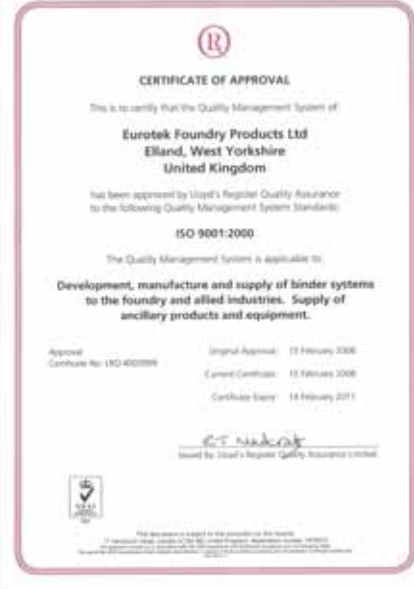 R
CERTIFICATE OF APPROVAL
This is to certify that the Quality Management System of:
Eurotek Foundry Products Ltd
Elland, West Yorkshire
United Kingdom
has been approved by Lloyd's Register Quality Assurance
to the following Quality Management System Standards:
ISO 9001:2000
The Quality Management System is applicable to:
Development, manufacture and supply of binder systems
to the foundry and allied industries. Supply of
ancillary products and equipment.
Approval
Certificate No: LRQ
Original Approval: 15 February 2008
Current Certificate: 15 February 2008
Certificate Expiry: 14 February 2011
Issued by: Lloyd's Register Quality Assurance Limited
UKAS